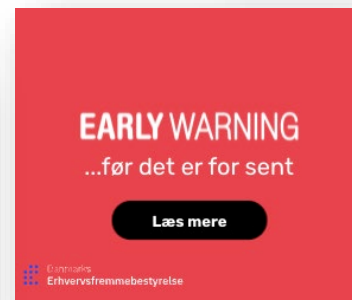 EARLY WARNING
...før det er for sent
Læs mere
Danmarks
Erhvervsfremmebestyrelse